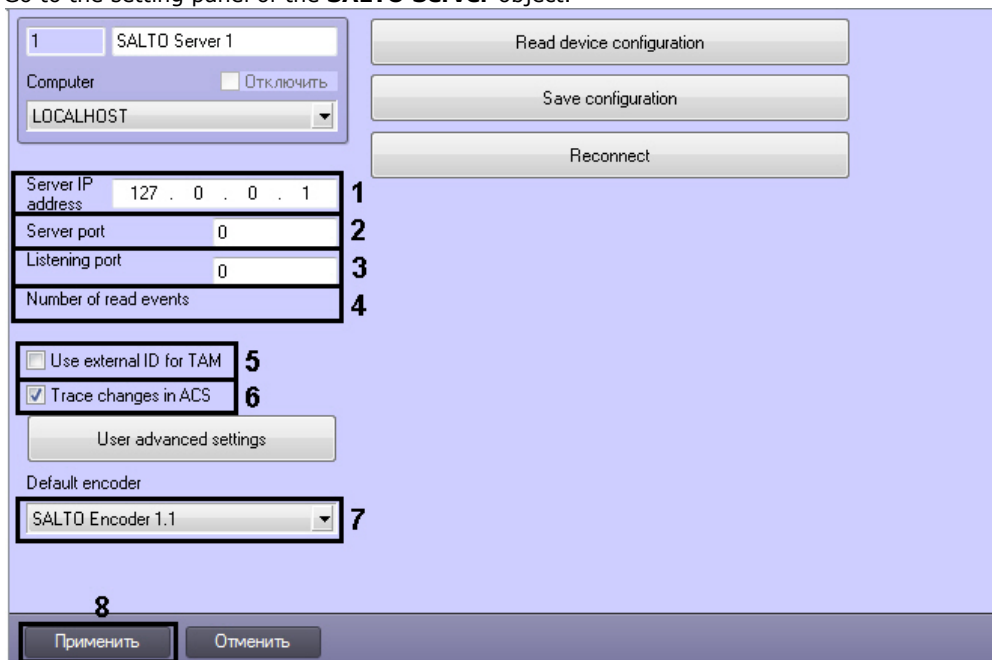 Go to the setting panel of the SALTO Server object.
1 SALTO Server 1
Computer Отключить
LOCALHOST
Read device configuration
Save configuration
Reconnect
Server IP address 127 . 0 . 0 . 1 1
Server port 0 2
Listening port 0 3
Number of read events 4
Use external ID for TAM 5
Trace changes in ACS 6
User advanced settings
Default encoder
SALTO Encoder 1.1 7
8
Применить Отменить